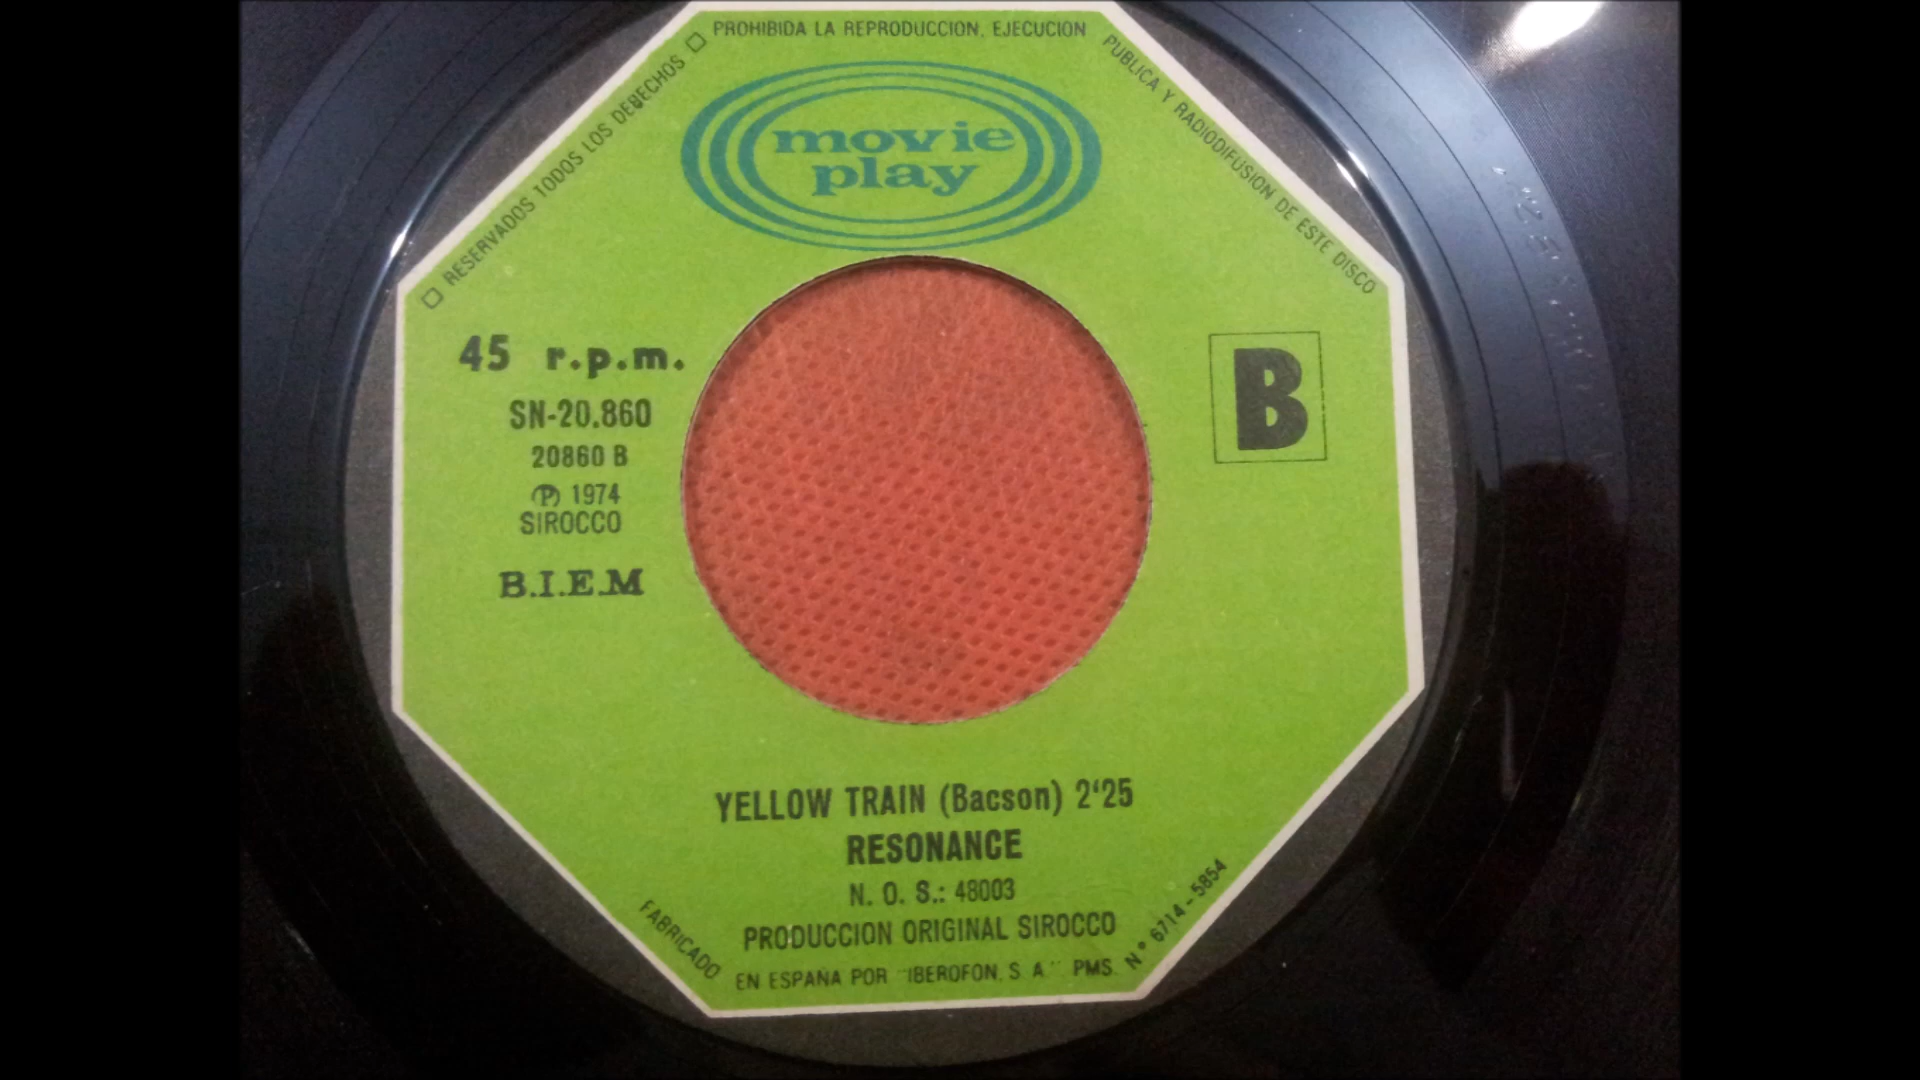 RESERVADOS TODOS LOS DERECHOS PROHIBIDA LA REPRODUCCION, EJECUCION PUBLICA Y RADIODIFUSION DE ESTE DISCO
movie
play
45 r.p.m.
SN-20.860
20860 B
Ⓟ 1974
SIROCCO
B.I.E.M
B
YELLOW TRAIN (Bacson) 2'25
RESONANCE
N. O. S.: 48003
PRODUCCION ORIGINAL SIROCCO
FABRICADO EN ESPAÑA POR "IBEROFON, S. A." PMS. N° 6714-5854